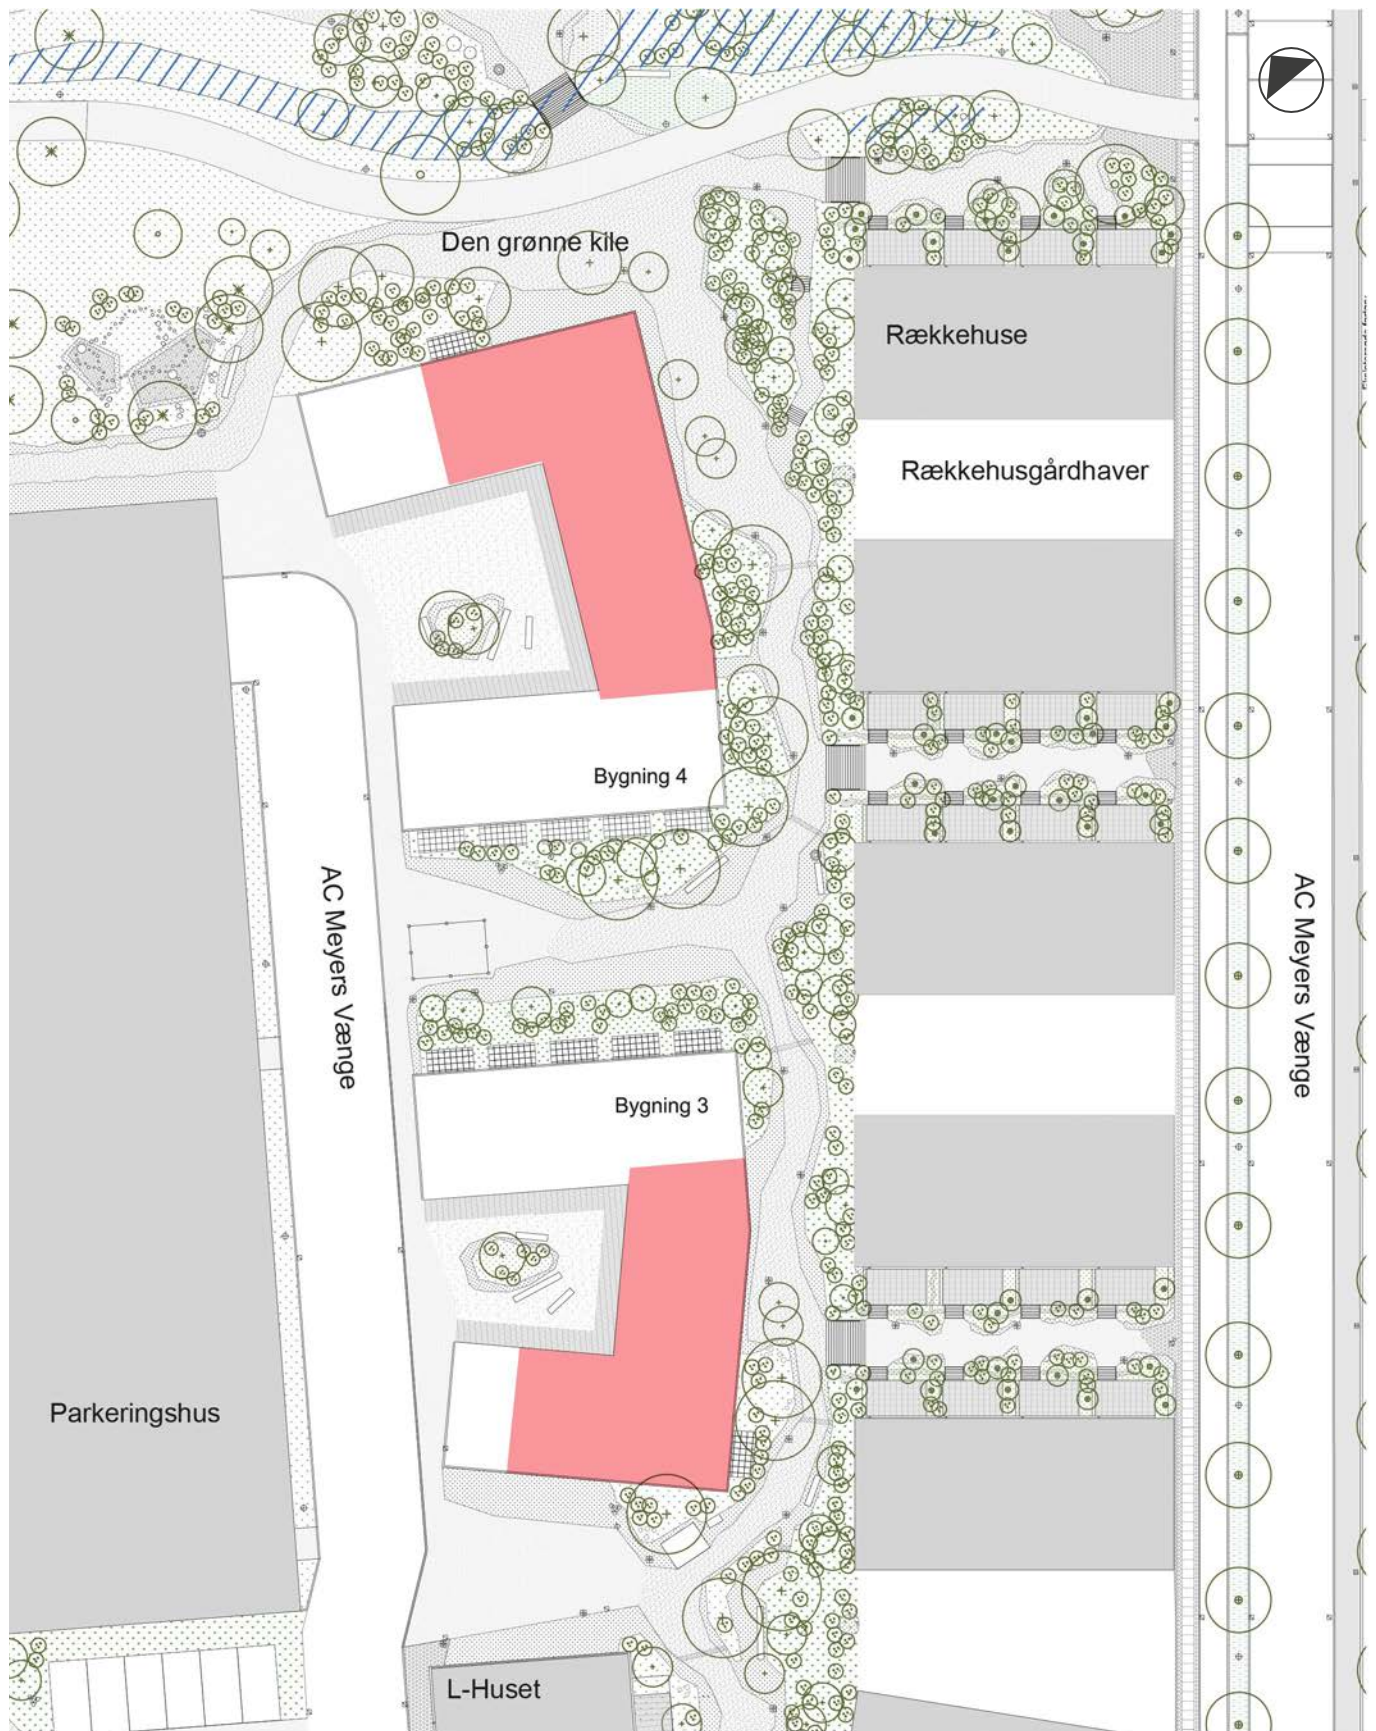 Den grønne kile
Rækkehuse
Rækkehusgårdhaver
Bygning 4
AC Meyers Vænge
AC Meyers Vænge
Bygning 3
Parkeringshus
L-Huset